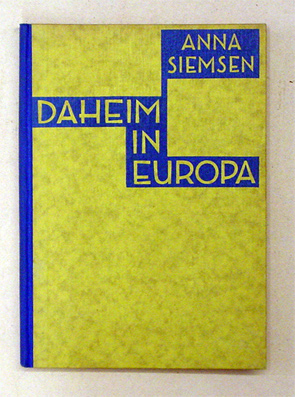 ANNA
SIEMSEN
DAHEIM
IN
EUROPA